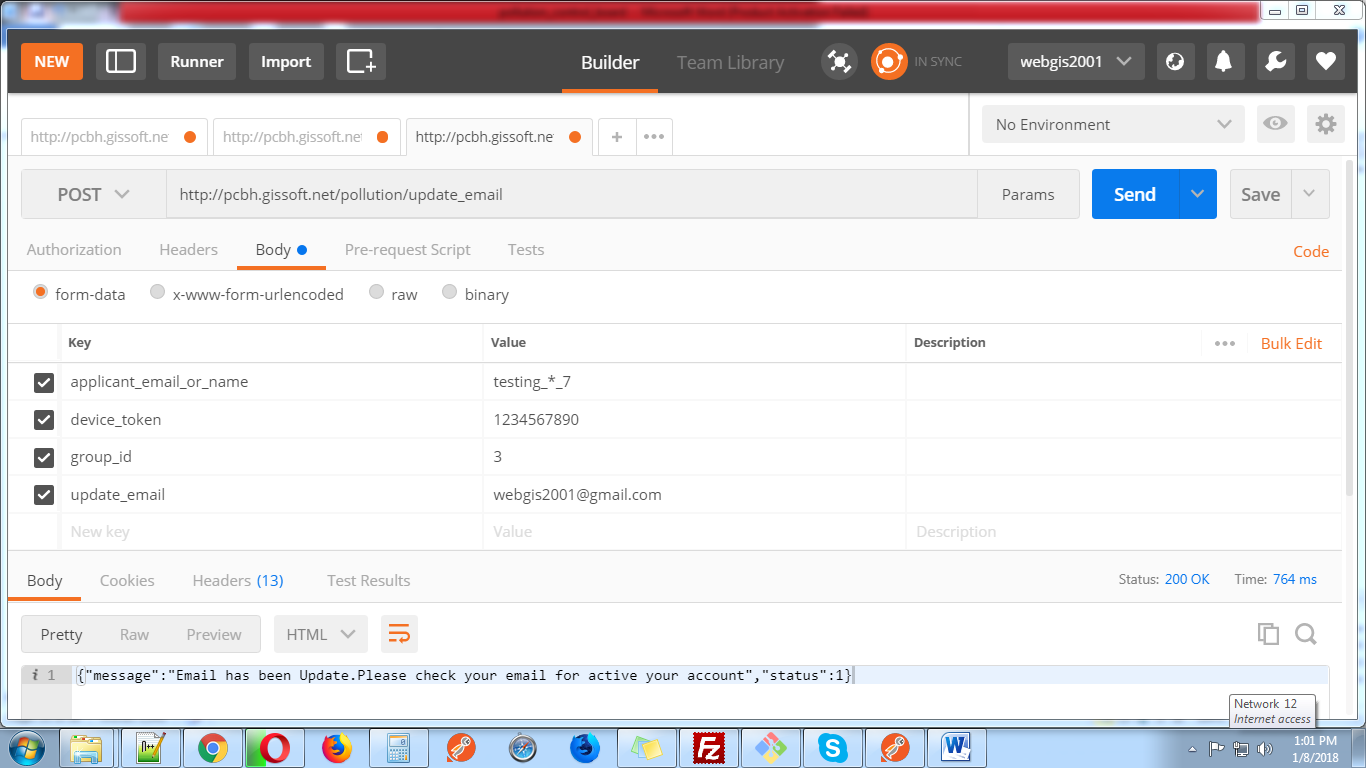 NEW Runner Import Builder Team Library IN SYNC webgis2001
http://pcbh.gissoft.ne http://pcbh.gissoft.ne http://pcbh.gissoft.ne + ••• No Environment
POST http://pcbh.gissoft.net/pollution/update_email Params Send Save
Authorization Headers Body Pre-request Script Tests Code
form-data x-www-form-urlencoded raw binary
Key Value Description ••• Bulk Edit
applicant_email_or_name testing_*_7
device_token 1234567890
group_id 3
update_email webgis2001@gmail.com
New key Value Description
Body Cookies Headers (13) Test Results Status: 200 OK Time: 764 ms
Pretty Raw Preview HTML
i 1 {"message":"Email has been Update.Please check your email for active your account","status":1}
Network 12
Internet access
1:01 PM
1/8/2018